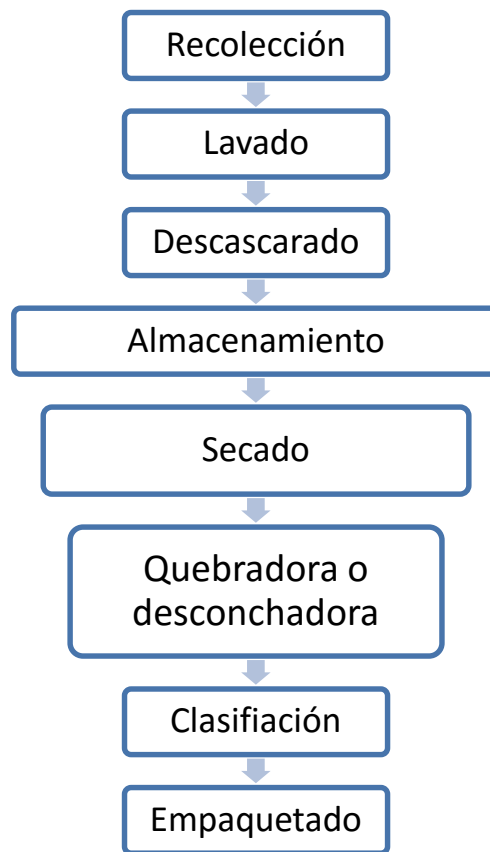 Recolección
Lavado
Descascarado
Almacenamiento
Secado
Quebradora o
desconchadora
Clasifiación
Empaquetado